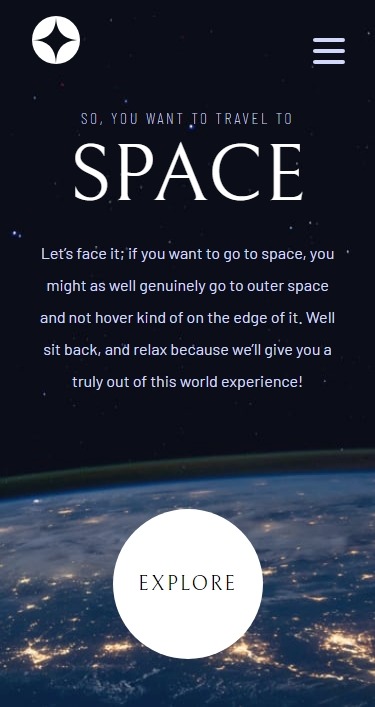 SO, YOU WANT TO TRAVEL TO
SPACE
Let’s face it; if you want to go to space, you
might as well genuinely go to outer space
and not hover kind of on the edge of it. Well
sit back, and relax because we’ll give you a
truly out of this world experience!
EXPLORE